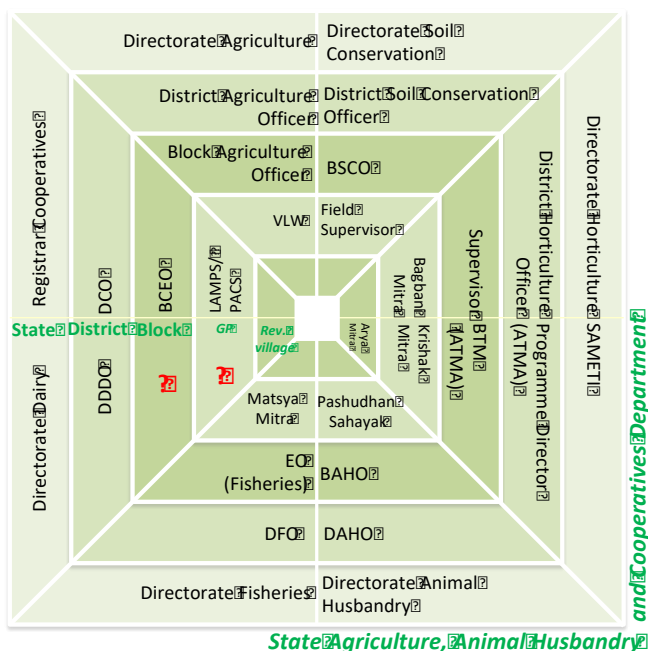 Directorate Agriculture
Directorate Soil
Conservation
District Agriculture
Officer
District Soil Conservation
Officer
Block Agriculture
Officer
BSCO
VLW
Field
Supervisor
Registrar Cooperatives
DCO
BCEO
LAMPS/
PACS
Bagban
Mitra
Krishak
Mitra
Arya
Mitra
Supervisor BTM
(ATMA)
District Horticulture
Officer
Programme Director
(ATMA)
Directorate Horticulture
SAMETI
State
District
Block
GP
Rev.
village
Directorate Dairy
DDDO
?
?
Matsya
Mitra
Pashudhan
Sahayak
EO
(Fisheries)
BAHO
DFO
DAHO
Directorate Fisheries
Directorate Animal
Husbandry
State Agriculture, Animal Husbandry
and Cooperatives Department